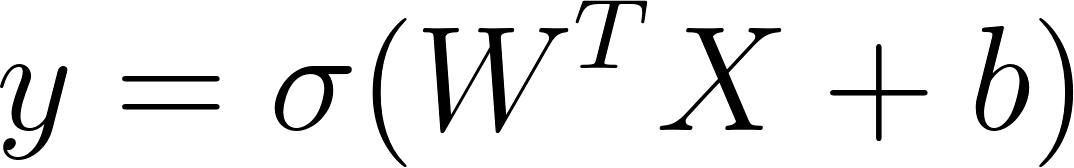 y = σ(W^T X + b)